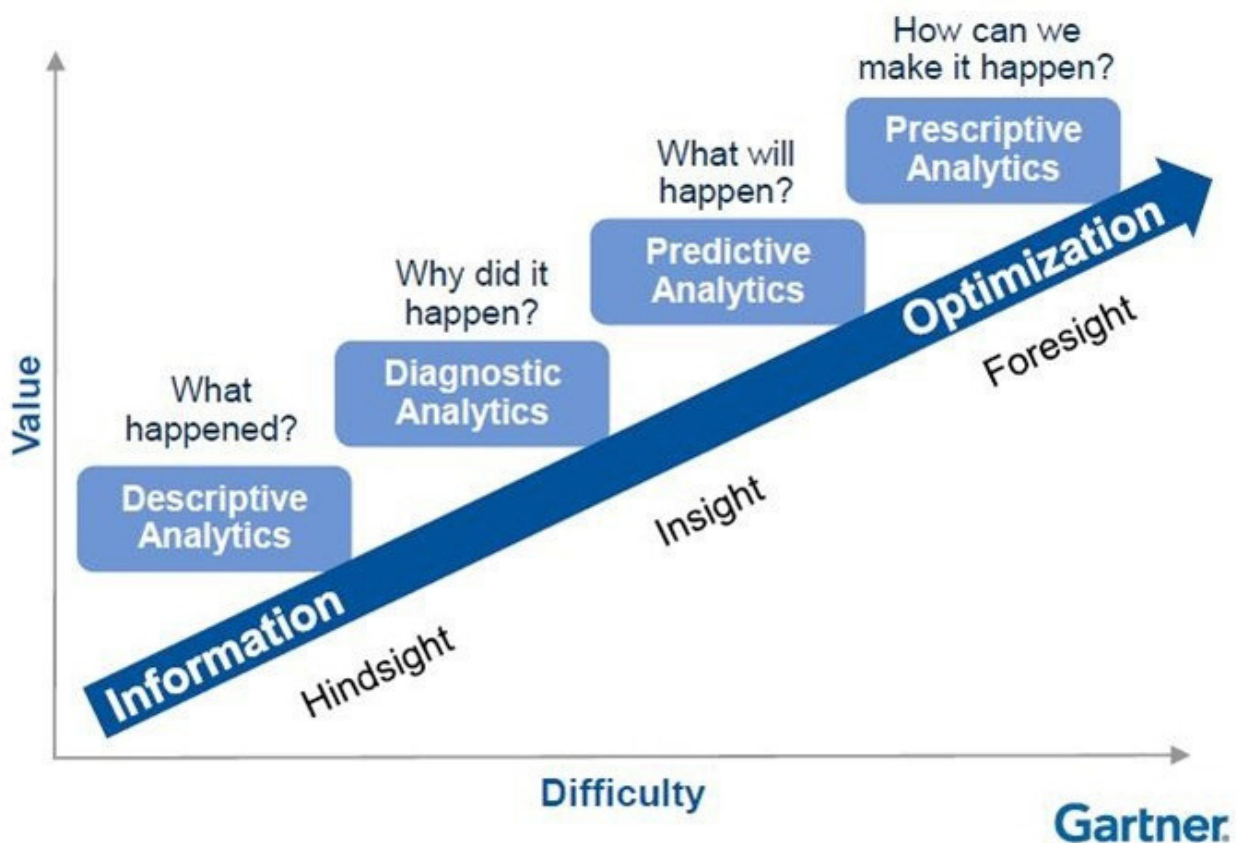 How can we
make it happen?
Prescriptive
Analytics
What will
happen?
Predictive
Analytics
Why did it
happen?
Diagnostic
Analytics
What
happened?
Descriptive
Analytics
Value
Information
Optimization
Hindsight
Insight
Foresight
Difficulty
Gartner.